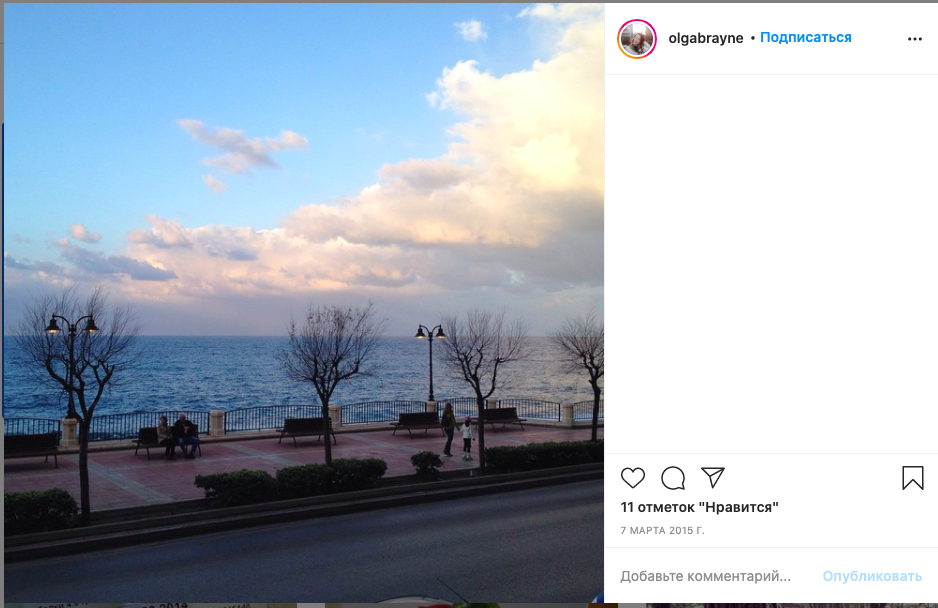 olgabrayne • Подписаться
11 отметок "Нравится"
7 МАРТА 2015 Г.
Добавьте комментарий... Опубликовать